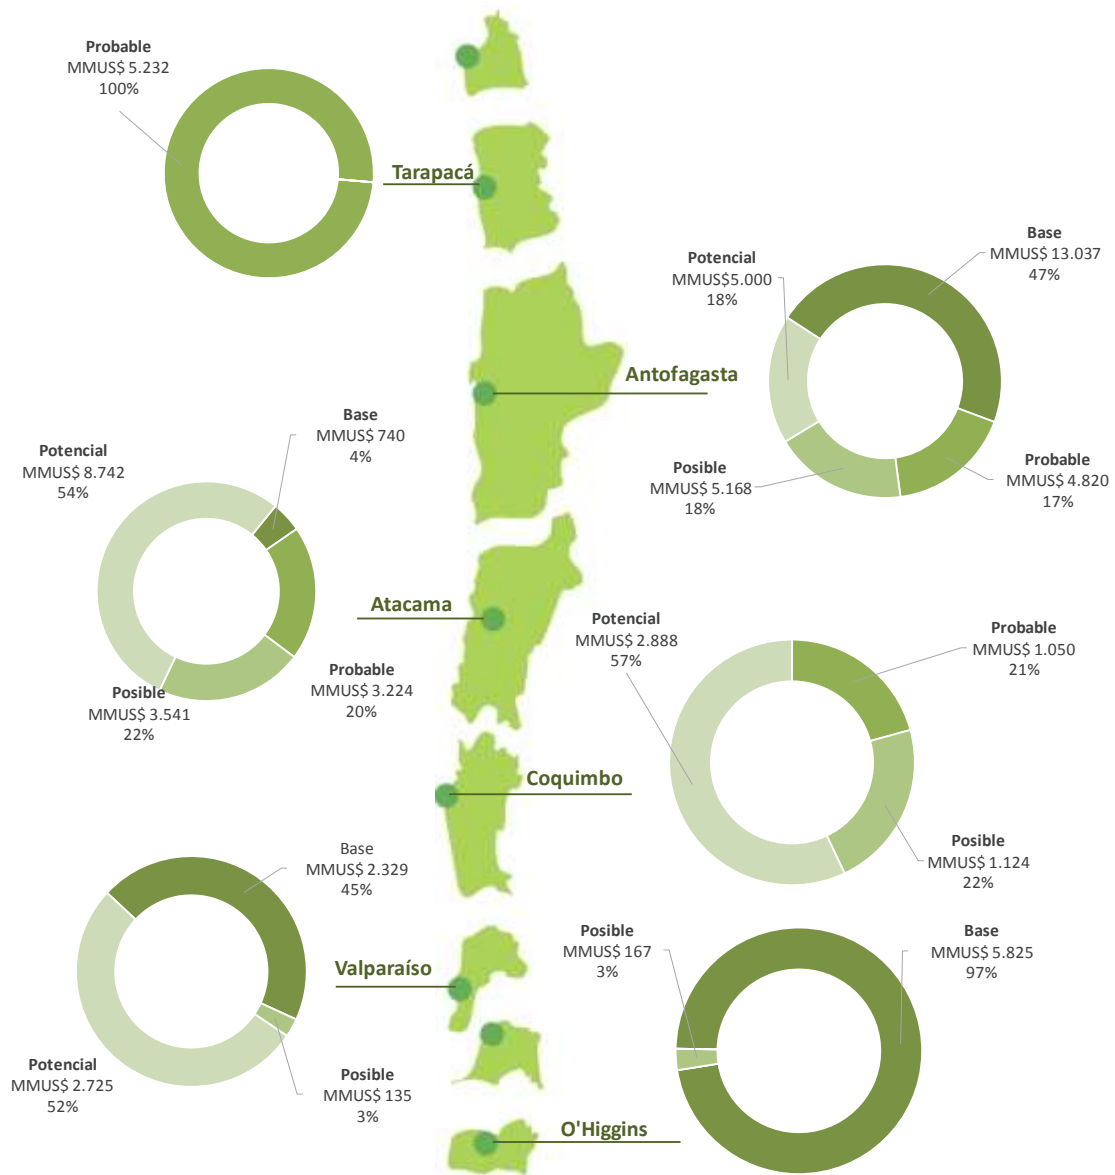 Probable
MMUS$ 5.232
100%
Tarapacá
Base
MMUS$ 13.037
47%
Potencial
MMUS$5.000
18%
Antofagasta
Posible
MMUS$ 5.168
18%
Probable
MMUS$ 4.820
17%
Base
MMUS$ 740
4%
Potencial
MMUS$ 8.742
54%
Atacama
Probable
MMUS$ 3.224
20%
Posible
MMUS$ 3.541
22%
Potencial
MMUS$ 2.888
57%
Probable
MMUS$ 1.050
21%
Coquimbo
Posible
MMUS$ 1.124
22%
Base
MMUS$ 2.329
45%
Valparaíso
Potencial
MMUS$ 2.725
52%
Posible
MMUS$ 135
3%
Posible
MMUS$ 167
3%
Base
MMUS$ 5.825
97%
O'Higgins